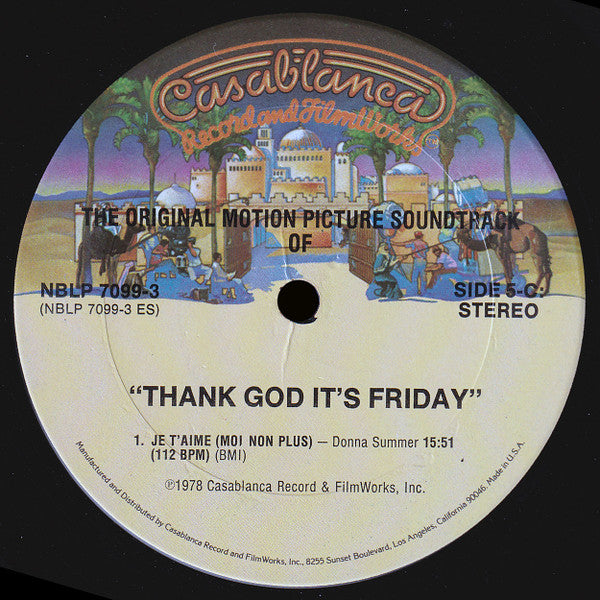 Casablanca
Record and FilmWorks
THE ORIGINAL MOTION PICTURE SOUNDTRACK
OF
NBLP 7099-3
(NBLP 7099-3 ES)
SIDE 5-C:
STEREO
“THANK GOD IT’S FRIDAY”
1. JE T’AIME (MOI NON PLUS) — Donna Summer 15:51
(112 BPM) (BMI)
℗1978 Casablanca Record & FilmWorks, Inc.
Manufactured and Distributed by Casablanca Record and FilmWorks, Inc., 8255 Sunset Boulevard, Los Angeles, California 90046. Made in U.S.A.